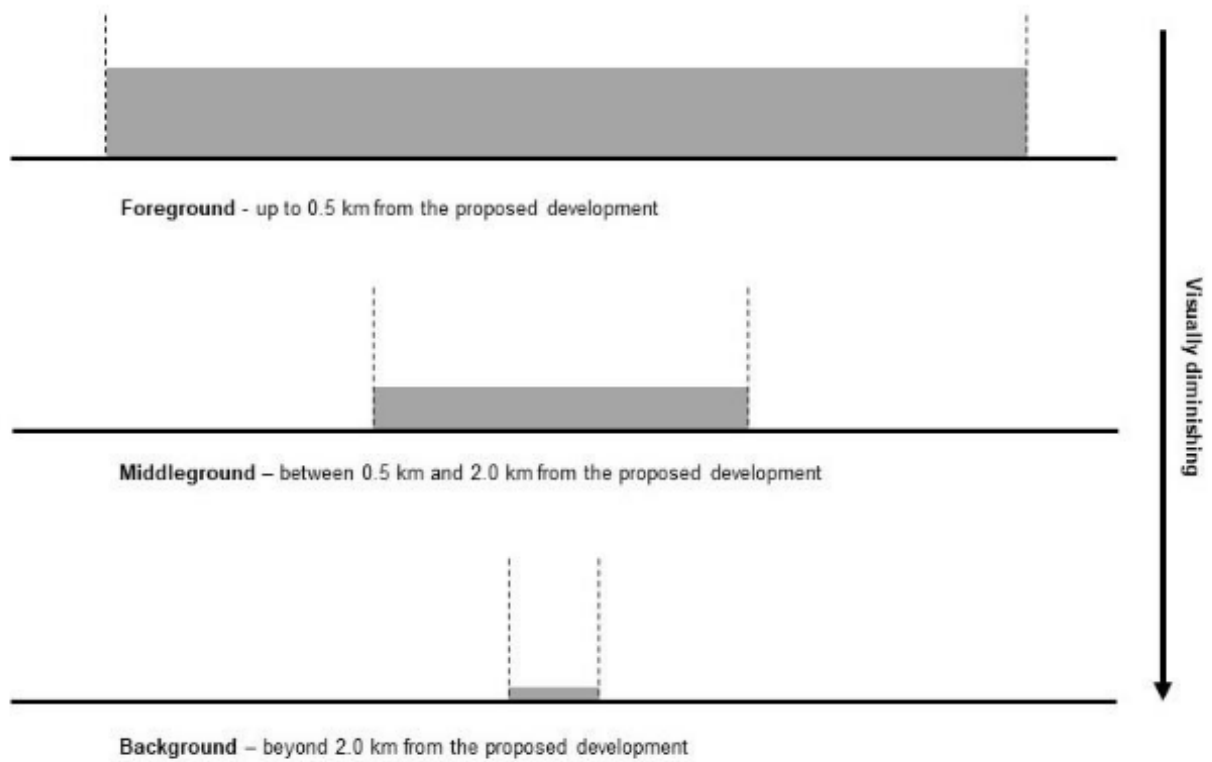 Foreground - up to 0.5 km from the proposed development
Visually diminishing
Middleground – between 0.5 km and 2.0 km from the proposed development
Background – beyond 2.0 km from the proposed development